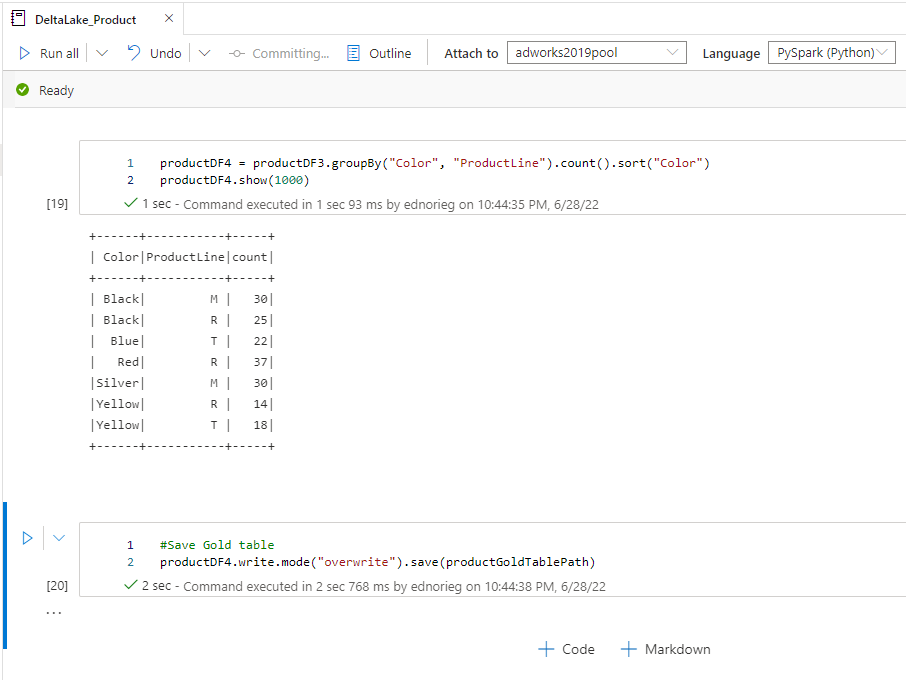 DeltaLake_Product
Run all Undo Committing... Outline Attach to adworks2019pool Language PySpark (Python)
Ready
1 productDF4 = productDF3.groupBy("Color", "ProductLine").count().sort("Color")
2 productDF4.show(1000)
[19] 1 sec - Command executed in 1 sec 93 ms by ednorieg on 10:44:35 PM, 6/28/22
+------+-----------+-----+
| Color|ProductLine|count|
+------+-----------+-----+
| Black|         M |   30|
| Black|         R |   25|
|  Blue|         T |   22|
|   Red|         R |   37|
|Silver|         M |   30|
|Yellow|         R |   14|
|Yellow|         T |   18|
+------+-----------+-----+
1 #Save Gold table
2 productDF4.write.mode("overwrite").save(productGoldTablePath)
[20] 2 sec - Command executed in 2 sec 768 ms by ednorieg on 10:44:38 PM, 6/28/22
...
+ Code + Markdown